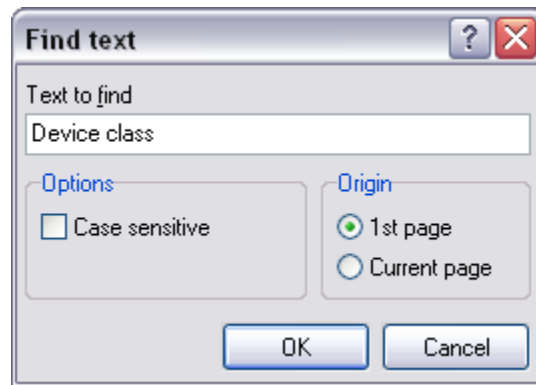 Find text
Text to find
Device class
Options
Origin
Case sensitive
1st page
Current page
OK
Cancel